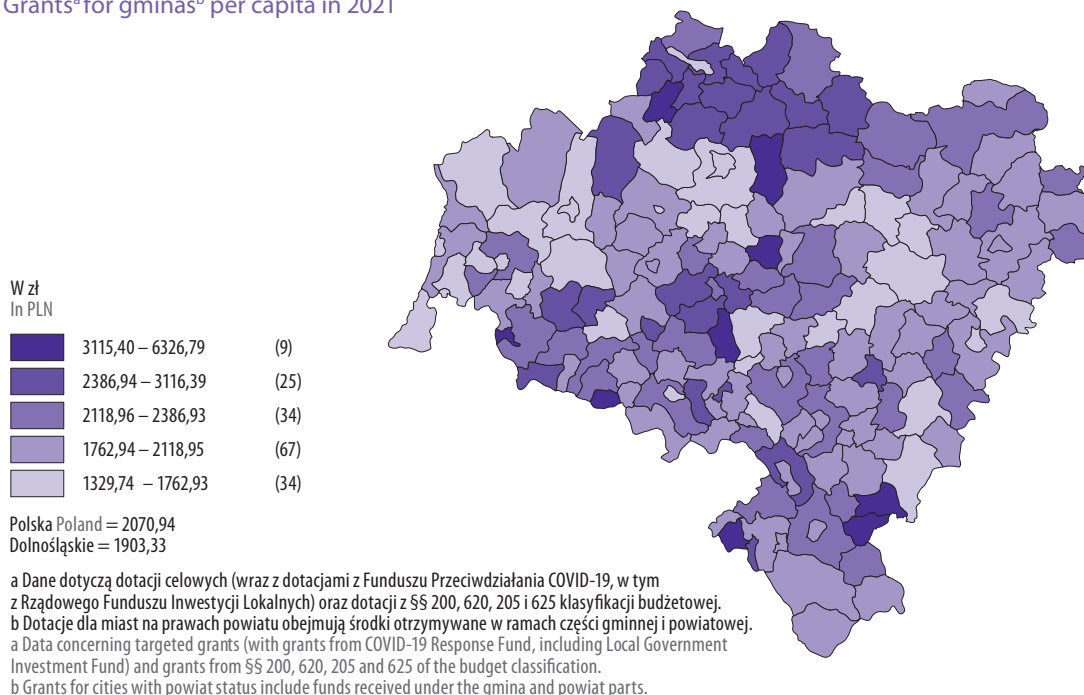 Grantsᵃ for gminasᵇ per capita in 2021
W zł
In PLN
3115,40 – 6326,79 (9)
2386,94 – 3116,39 (25)
2118,96 – 2386,93 (34)
1762,94 – 2118,95 (67)
1329,74 – 1762,93 (34)
Polska Poland = 2070,94
Dolnośląskie = 1903,33
a Dane dotyczą dotacji celowych (wraz z dotacjami z Funduszu Przeciwdziałania COVID-19, w tym
z Rządowego Funduszu Inwestycji Lokalnych) oraz dotacji z §§ 200, 620, 205 i 625 klasyfikacji budżetowej.
b Dotacje dla miast na prawach powiatu obejmują środki otrzymywane w ramach części gminnej i powiatowej.
a Data concerning targeted grants (with grants from COVID-19 Response Fund, including Local Government
Investment Fund) and grants from §§ 200, 620, 205 and 625 of the budget classification.
b Grants for cities with powiat status include funds received under the gmina and powiat parts.